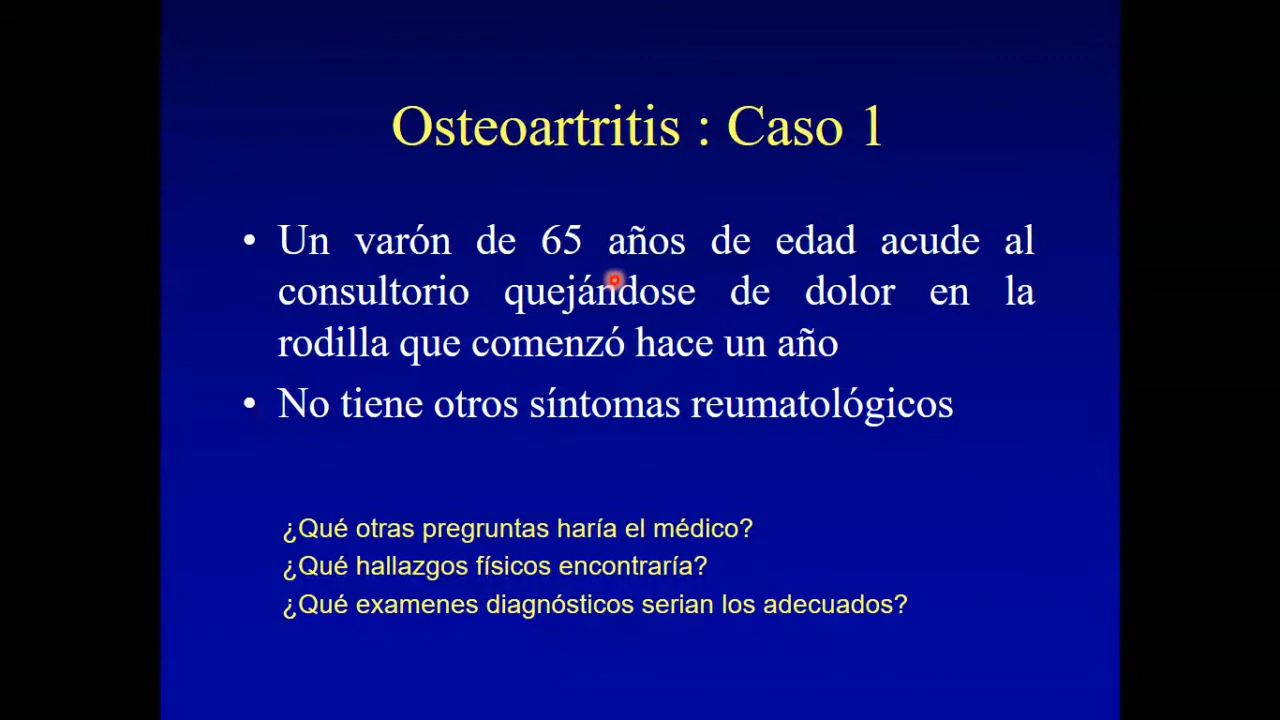 Osteoartritis : Caso 1
• Un varón de 65 años de edad acude al
consultorio quejándose de dolor en la
rodilla que comenzó hace un año
• No tiene otros síntomas reumatológicos
¿Qué otras pregruntas haría el médico?
¿Qué hallazgos físicos encontraría?
¿Qué examenes diagnósticos serian los adecuados?